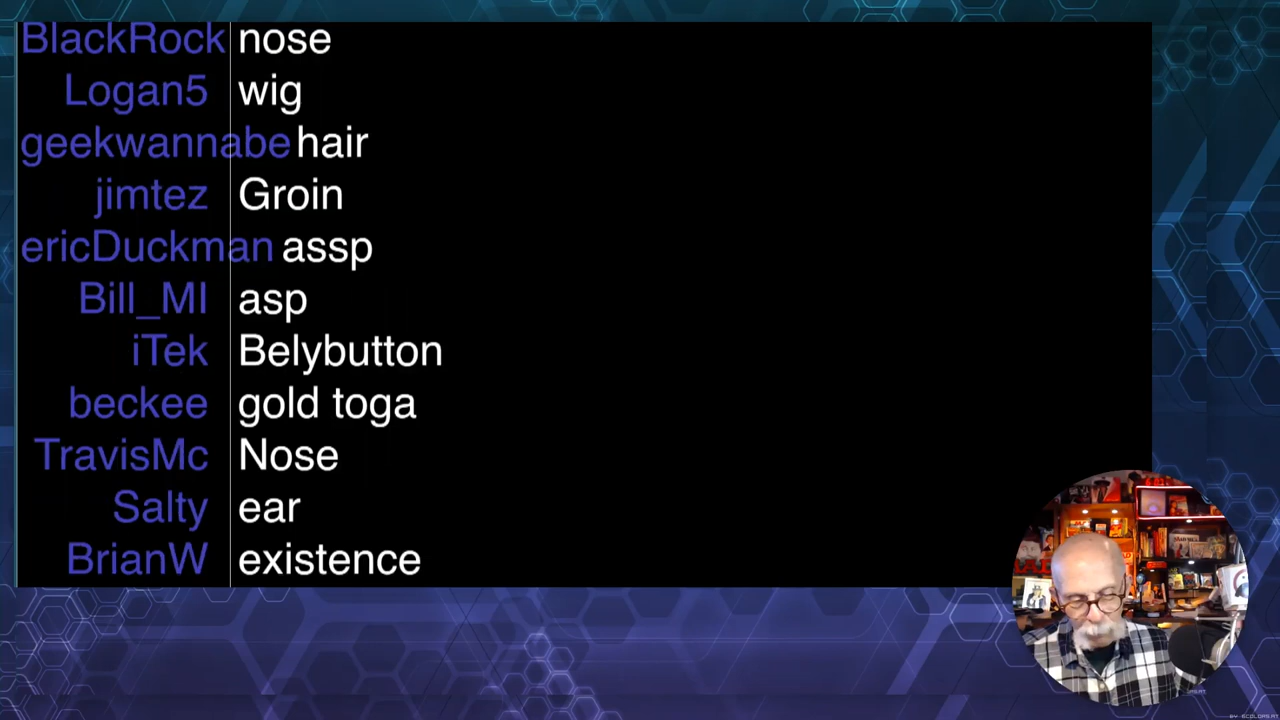 BlackRock nose
Logan5 wig
geekwannabe hair
jimtez Groin
ericDuckman assp
Bill_MI asp
iTek Belybutton
beckee gold toga
TravisMc Nose
Salty ear
BrianW existence